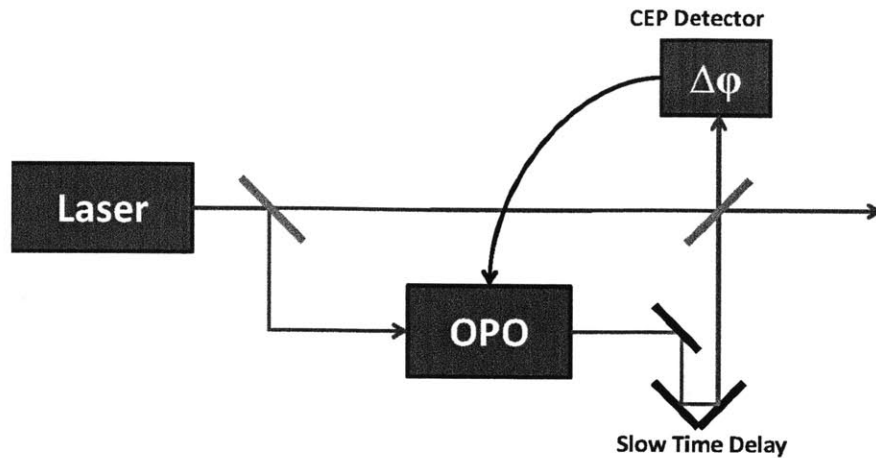 CEP Detector
Δφ
Laser
OPO
Slow Time Delay